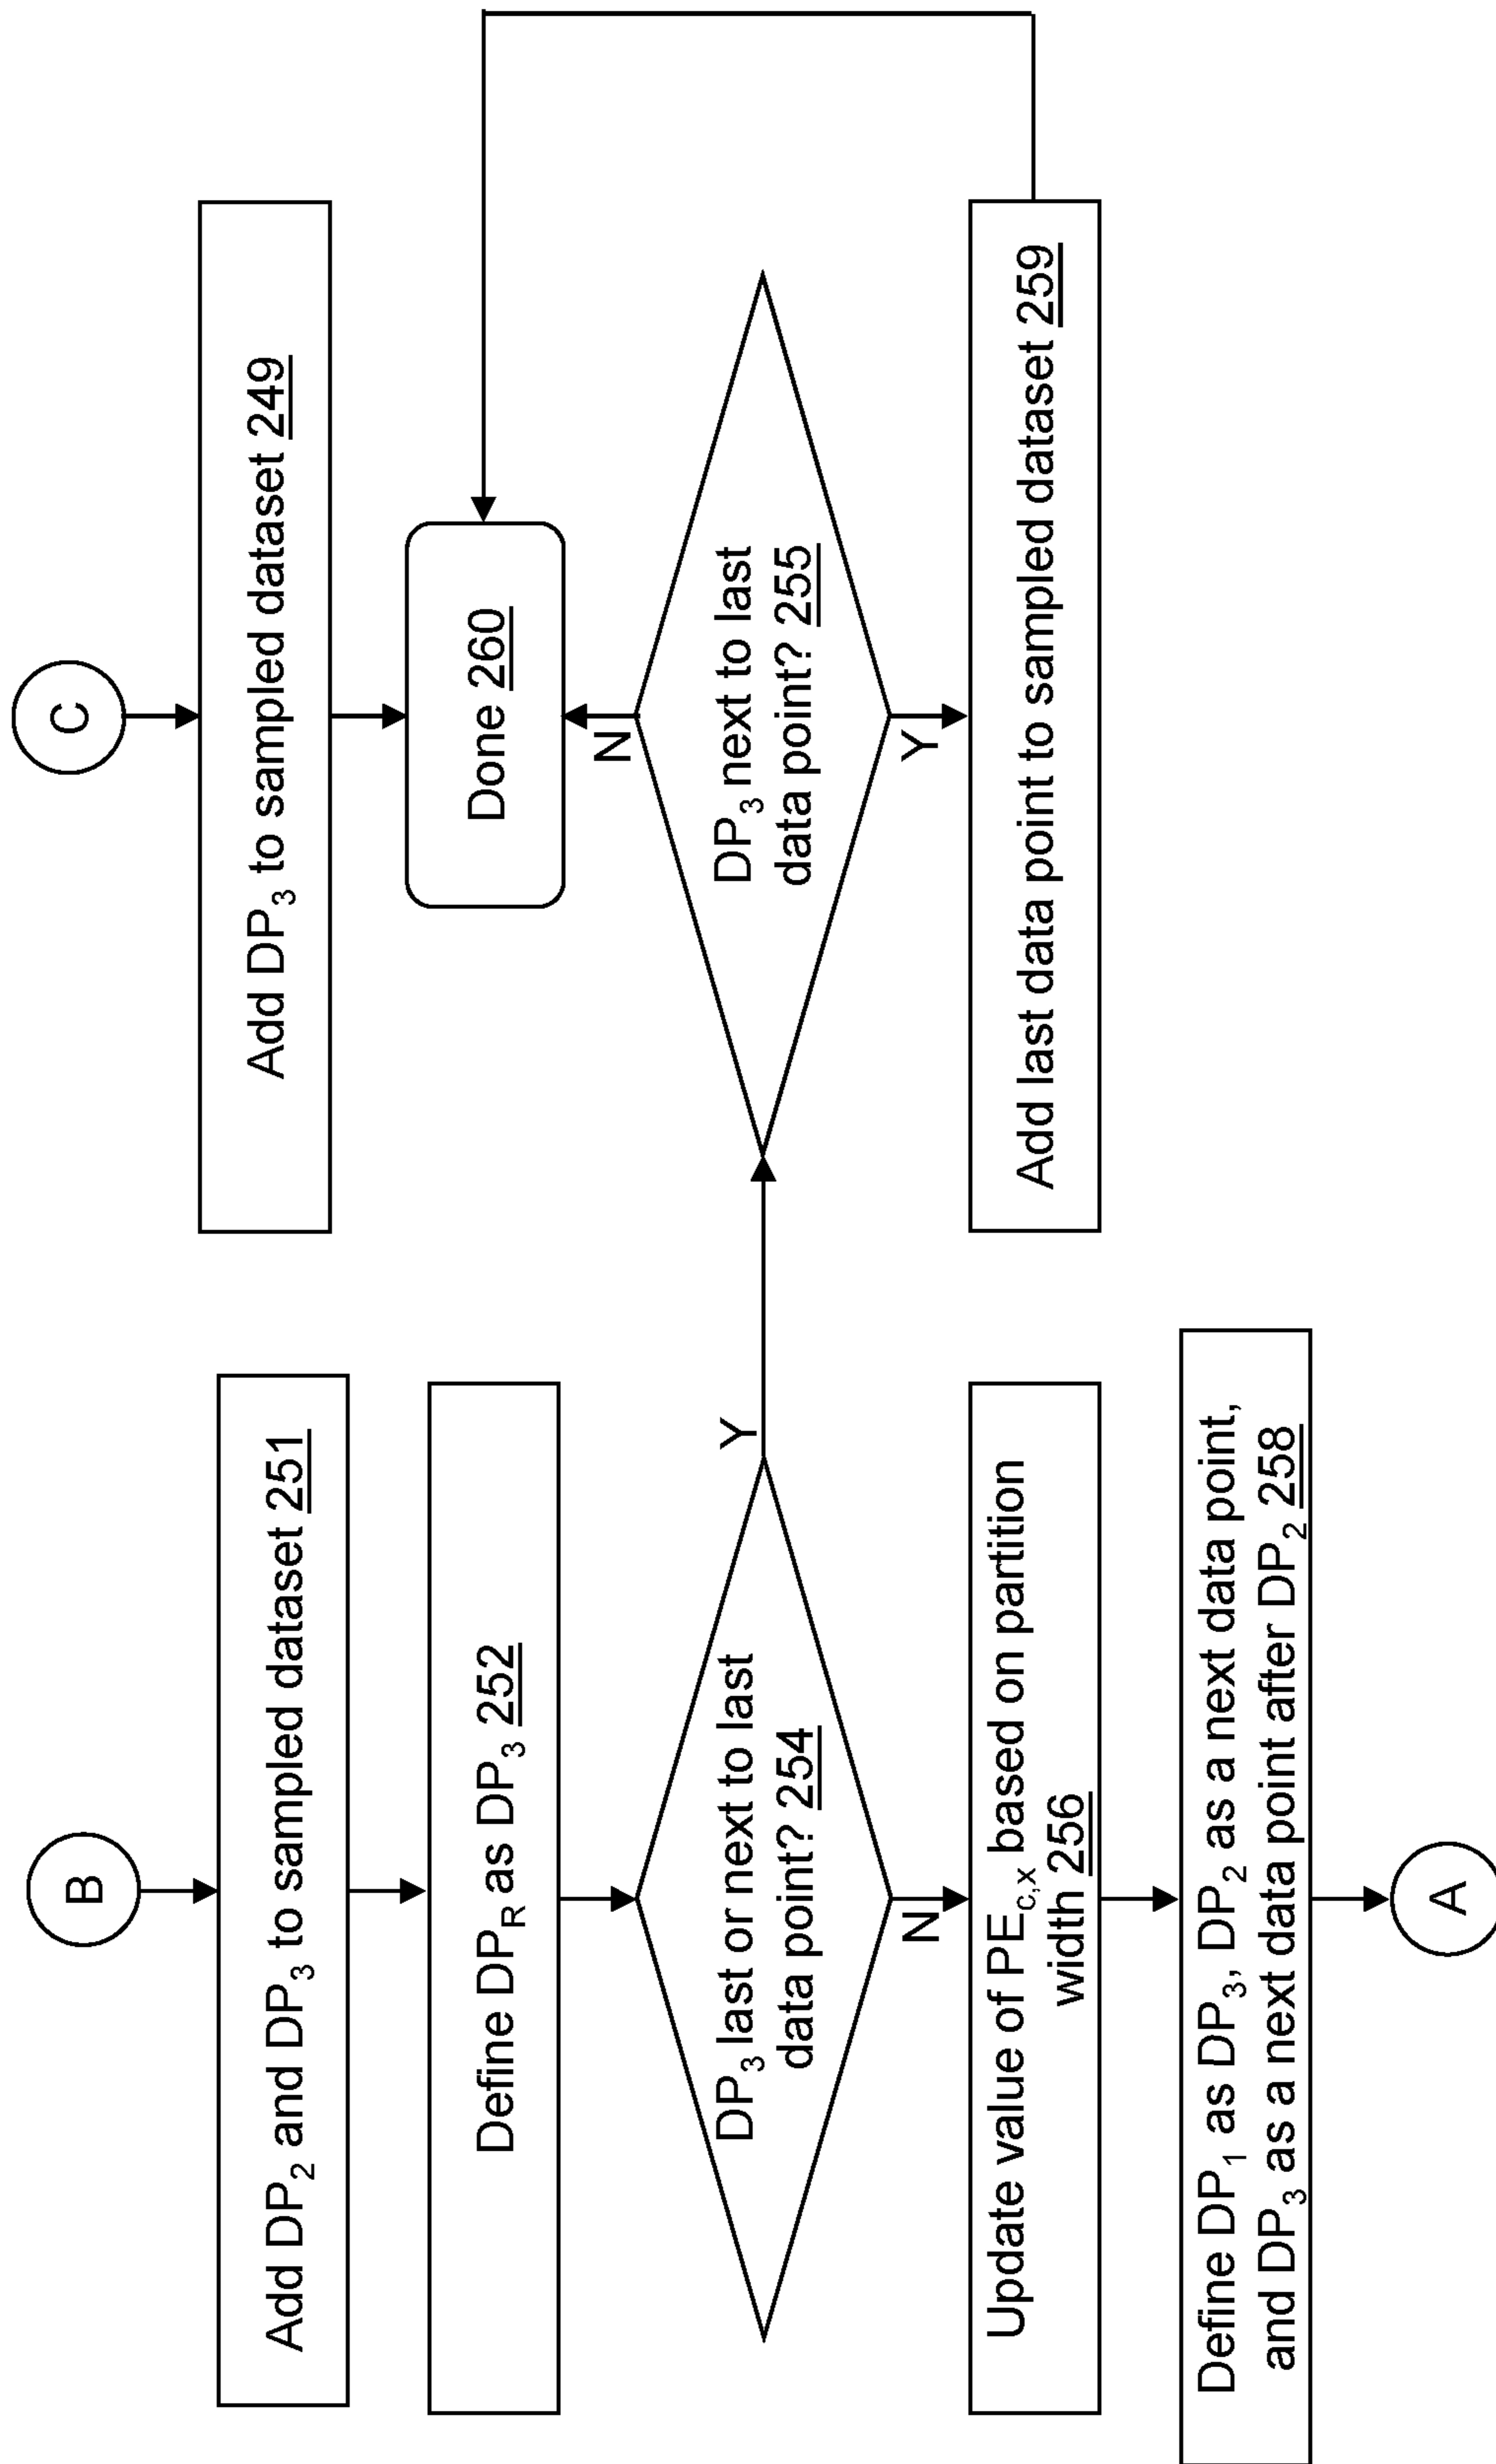 B
Add DP₂ and DP₃ to sampled dataset 251
Define DP_R as DP₃ 252
DP₃ last or next to last
data point? 254
Y
N
Update value of PE_c,x based on partition
width 256
Define DP₁ as DP₃, DP₂ as a next data point,
and DP₃ as a next data point after DP₂ 258
A
C
Add DP₃ to sampled dataset 249
Done 260
N
DP₃ next to last
data point? 255
Y
Add last data point to sampled dataset 259